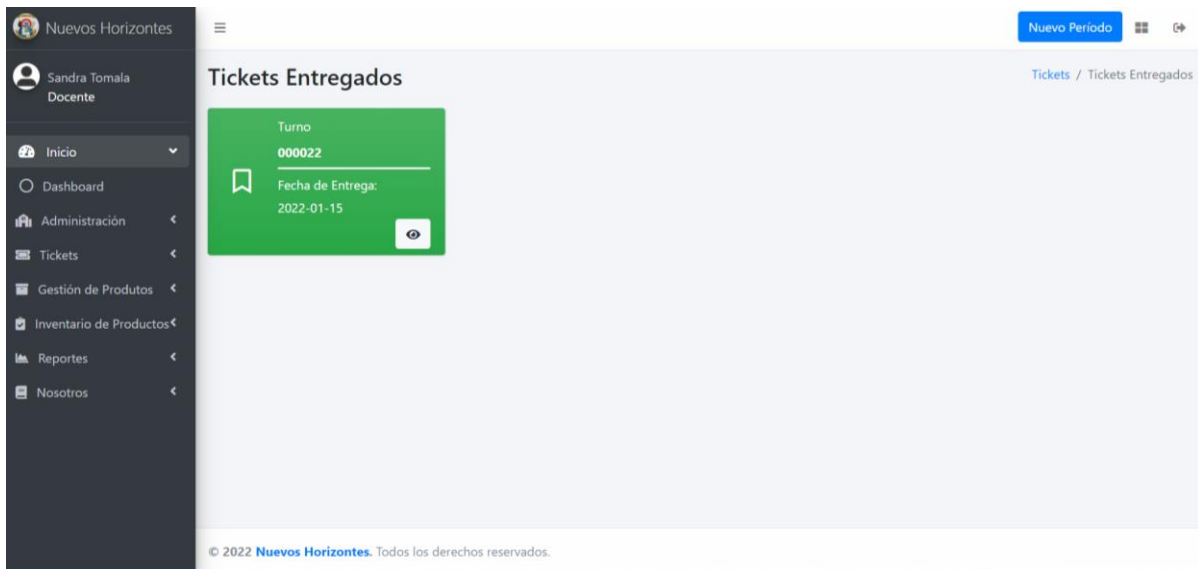 Nuevos Horizontes
Nuevo Período
Sandra Tomala
Docente
Tickets Entregados
Tickets / Tickets Entregados
Inicio
Dashboard
Administración
Tickets
Gestión de Produtos
Inventario de Productos
Reportes
Nosotros
Turno
000022
Fecha de Entrega:
2022-01-15
© 2022 Nuevos Horizontes. Todos los derechos reservados.